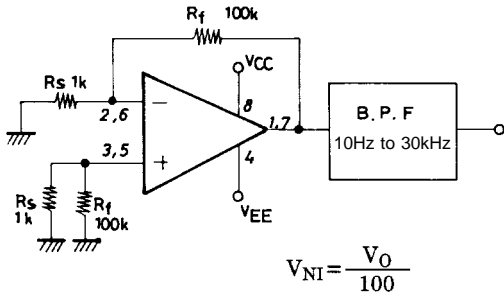 Rf 100k
VCC
Rs 1k
2,6
−
8
1,7
B.P.F
10Hz to 30kHz
3,5
+
4
Rs
1k
Rf
100k
VEE
VNI = VO / 100